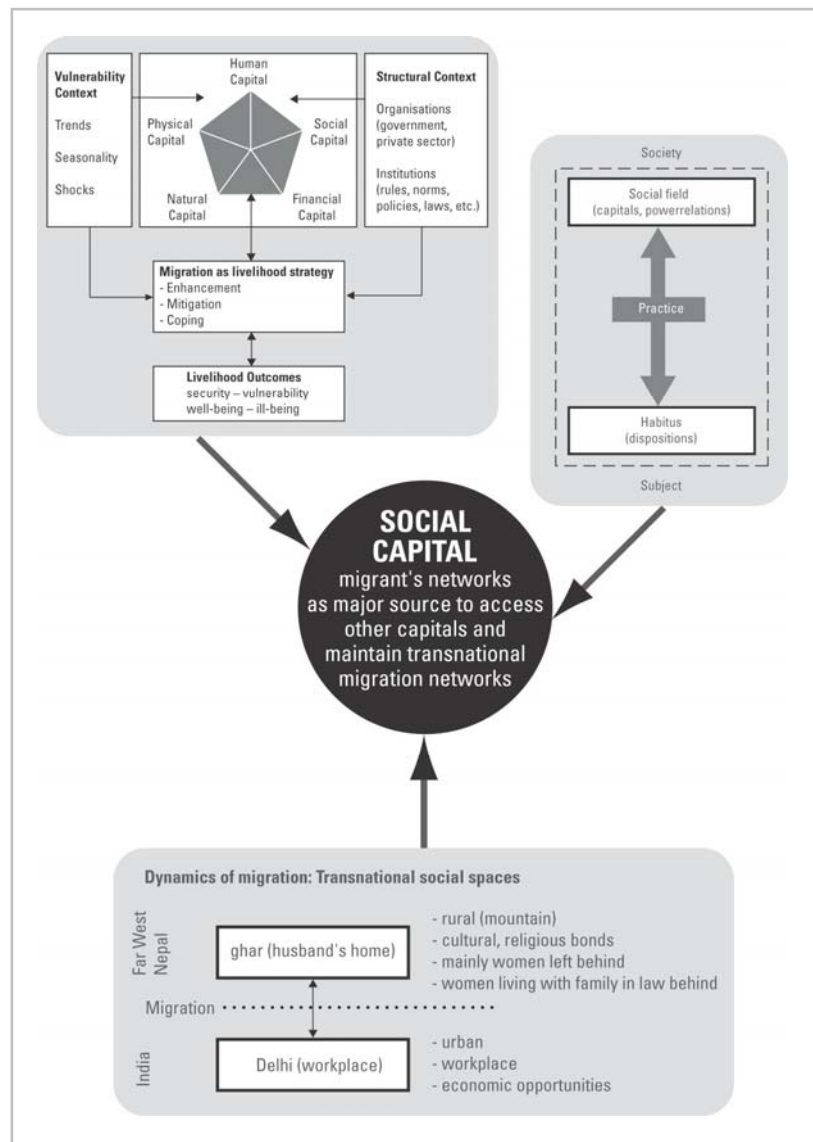 Vulnerability
Context
Trends
Seasonality
Shocks
Human
Capital
Physical
Capital
Social
Capital
Natural
Capital
Financial
Capital
Structural Context
Organisations
(government,
private sector)
Institutions
(rules, norms,
policies, laws, etc.)
Migration as livelihood strategy
- Enhancement
- Mitigation
- Coping
Livelihood Outcomes
security – vulnerability
well-being – ill-being
Society
Social field
(capitals, powerrelations)
Practice
Habitus
(dispositions)
Subject
SOCIAL
CAPITAL
migrant's networks
as major source to access
other capitals and
maintain transnational
migration networks
Dynamics of migration: Transnational social spaces
Far West
Nepal
ghar (husband's home)
- rural (mountain)
- cultural, religious bonds
- mainly women left behind
- women living with family in law behind
Migration
India
Delhi (workplace)
- urban
- workplace
- economic opportunities